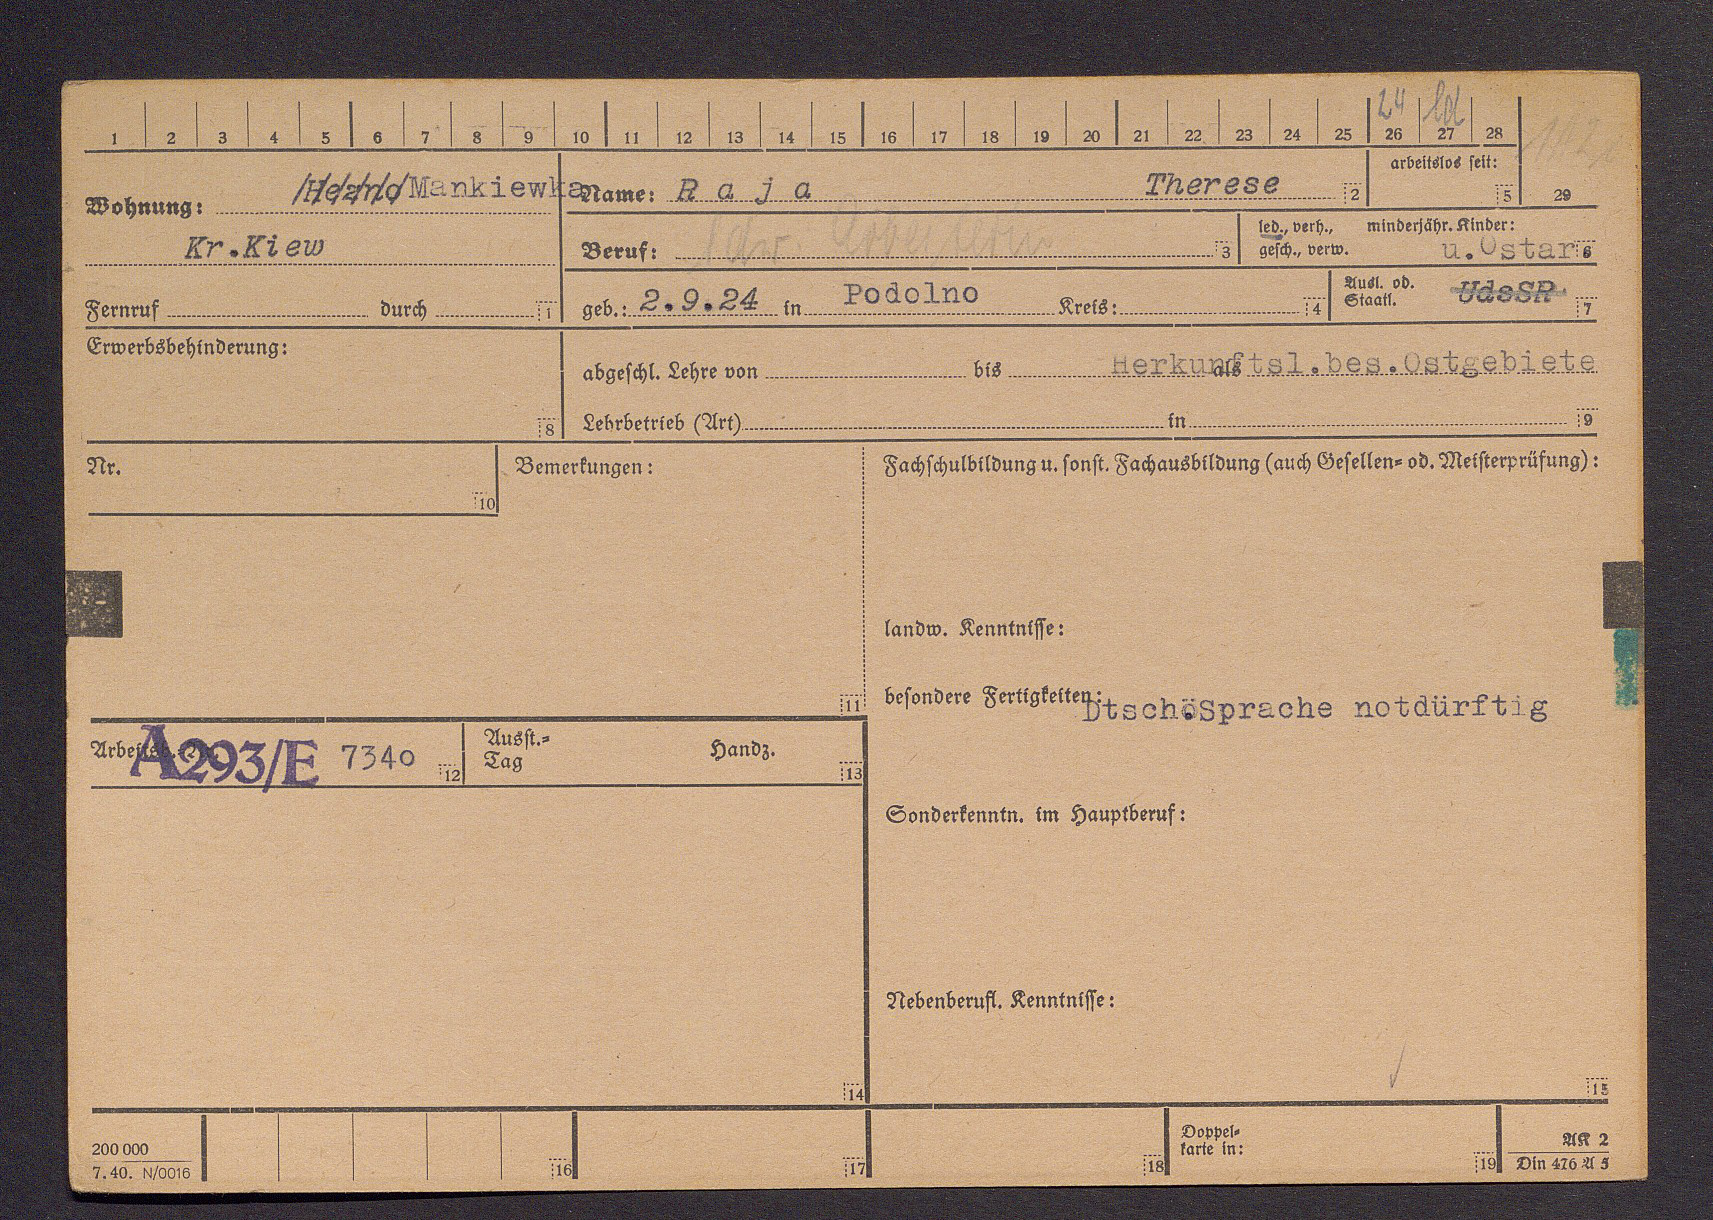 1 2 3 4 5 6 7 8 9 10 11 12 13 14 15 16 17 18 19 20 21 22 23 24 25 26 27 28
24 ld
Wohnung: Mankiewka
Kr.Kiew
Name: Raja Therese 2
arbeitslos seit: 5
29
Beruf: ldw. 3
led., verh., minderjähr. Kinder:
gesch., verw. u.Ostar 6
Fernruf durch 1
geb.: 2.9.24 in Podolno Kreis: 4
Ausl. od.
Staatl. UdSSR 7
Erwerbsbehinderung: 8
abgeschl. Lehre von bis als Herkunftsl.bes.Ostgebiete
Lehrbetrieb (Art) in 9
Nr. 10
Bemerkungen: 11
Fachschulbildung u. sonst. Fachausbildung (auch Gesellen= od. Meisterprüfung):
landw. Kenntnisse:
besondere Fertigkeiten: Dtsch.Sprache notdürftig
A293/E 7340 12
Ausst.=
Tag Handz. 13
Sonderkenntn. im Hauptberuf:
Nebenberufl. Kenntnisse:
14
15
200 000
7. 40. N/0016
16
17
18
Doppel=
karte in: 19
AK 2
Din 476 A 5